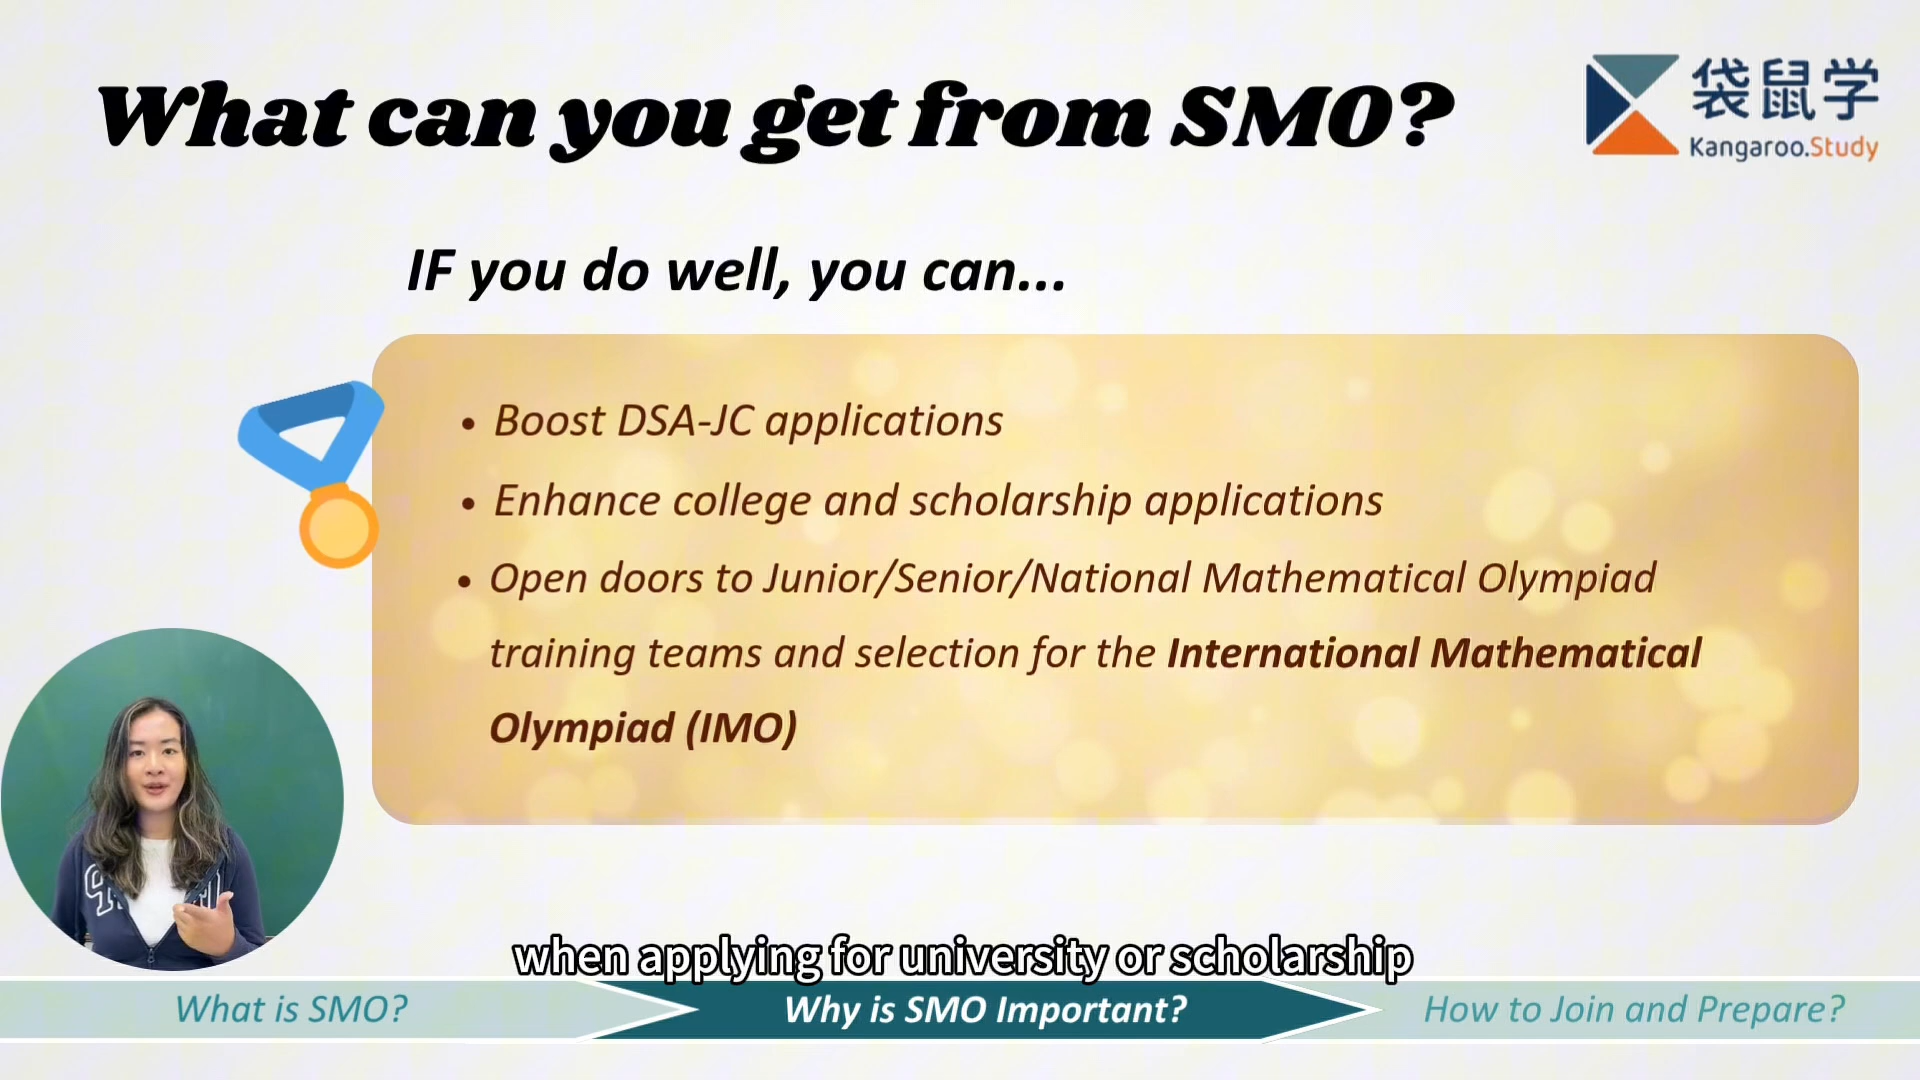 What can you get from SMO?
袋鼠学
Kangaroo.Study
IF you do well, you can...
• Boost DSA-JC applications
• Enhance college and scholarship applications
• Open doors to Junior/Senior/National Mathematical Olympiad
training teams and selection for the International Mathematical
Olympiad (IMO)
when applying for university or scholarship
What is SMO?
Why is SMO Important?
How to Join and Prepare?